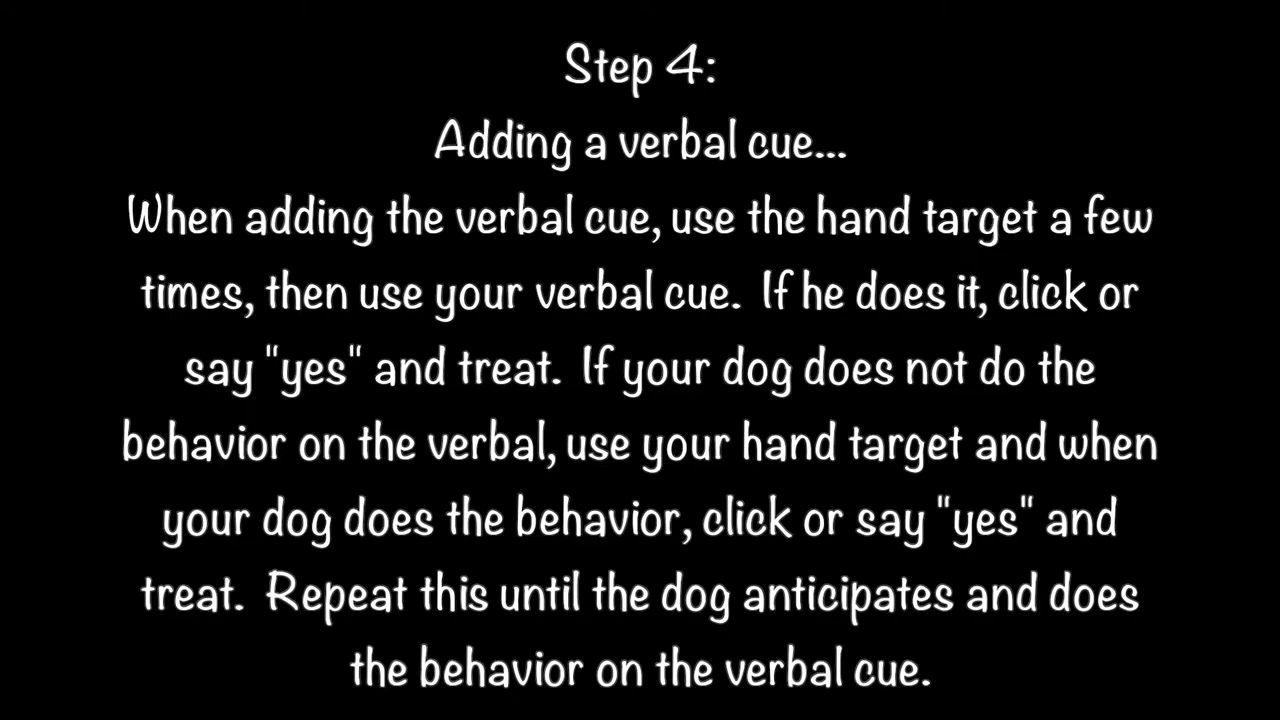 Step 4:
Adding a verbal cue...
When adding the verbal cue, use the hand target a few
times, then use your verbal cue.  If he does it, click or
say "yes" and treat.  If your dog does not do the
behavior on the verbal, use your hand target and when
your dog does the behavior, click or say "yes" and
treat.  Repeat this until the dog anticipates and does
the behavior on the verbal cue.